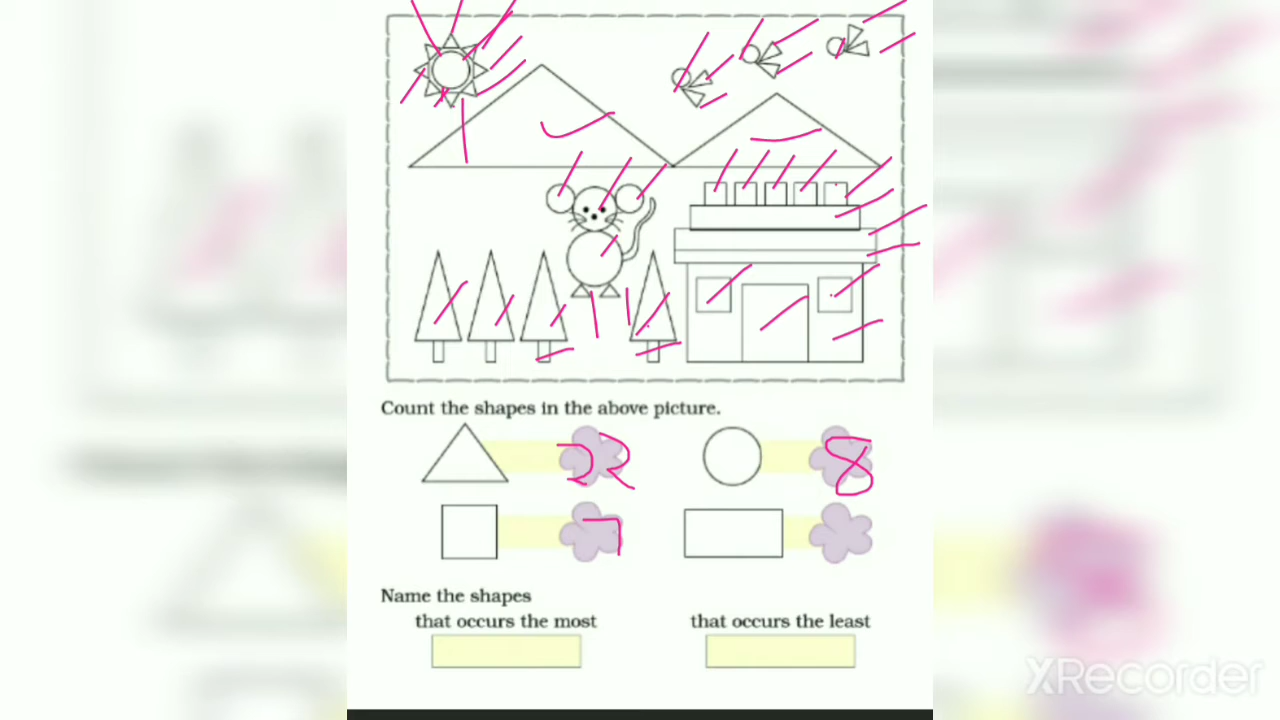 Count the shapes in the above picture.
22
8
7
Name the shapes
that occurs the most
that occurs the least
XRecorder